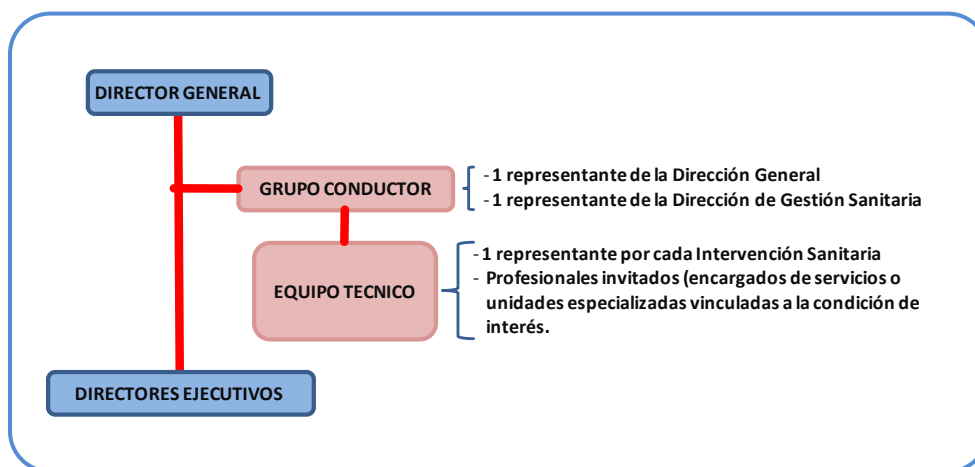 DIRECTOR GENERAL
GRUPO CONDUCTOR
- 1 representante de la Dirección General
- 1 representante de la Dirección de Gestión Sanitaria
EQUIPO TECNICO
- 1 representante por cada Intervención Sanitaria
- Profesionales invitados (encargados de servicios o
unidades especializadas vinculadas a la condición de
interés.
DIRECTORES EJECUTIVOS